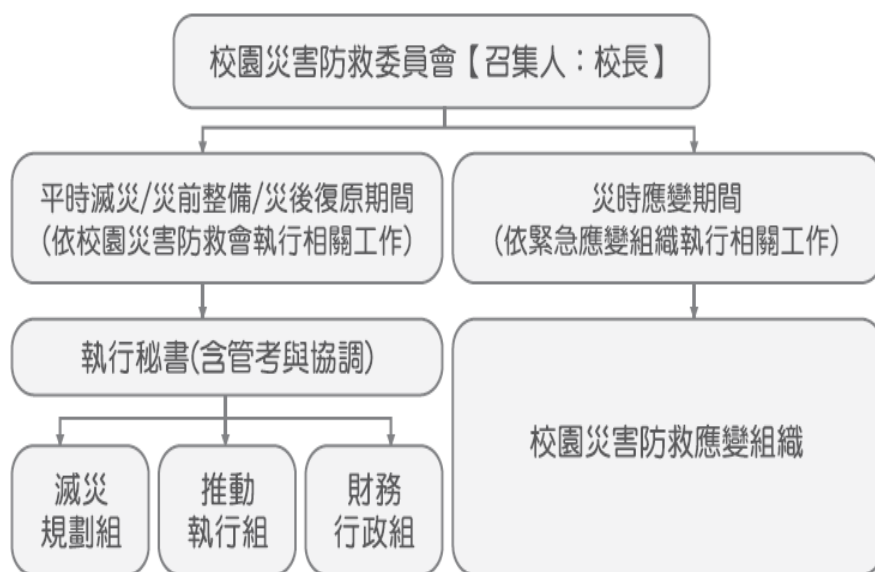 校園災害防救委員會【召集人：校長】
平時減災/災前整備/災後復原期間
(依校園災害防救會執行相關工作)
災時應變期間
(依緊急應變組織執行相關工作)
執行秘書(含管考與協調)
校園災害防救應變組織
減災
規劃組
推動
執行組
財務
行政組